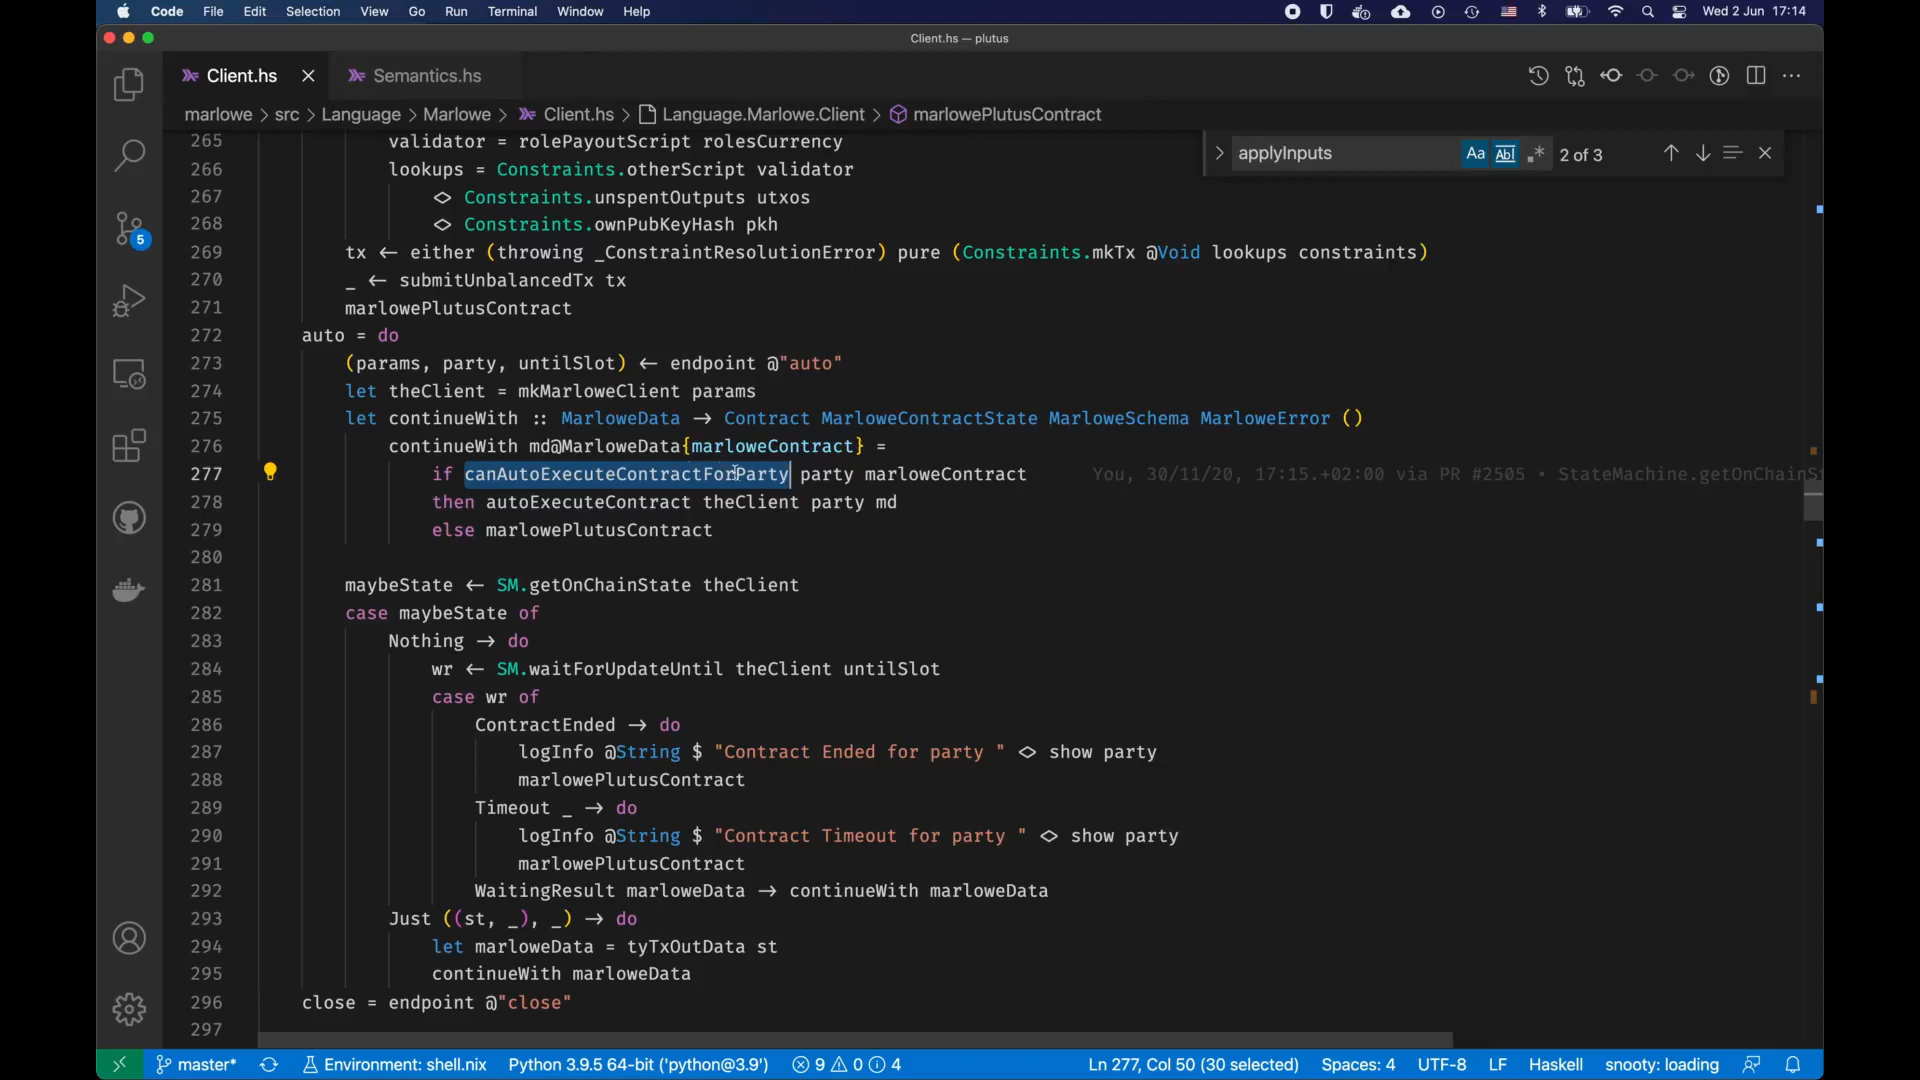 Code File Edit Selection View Go Run Terminal Window Help Wed 2 Jun 17:14
Client.hs — plutus
Client.hs Semantics.hs
marlowe > src > Language > Marlowe > Client.hs > Language.Marlowe.Client > marlowePlutusContract
applyInputs Aa Abl .* 2 of 3
265 validator = rolePayoutScript rolesCurrency
266 lookups = Constraints.otherScript validator
267 <> Constraints.unspentOutputs utxos
268 <> Constraints.ownPubKeyHash pkh
269 tx <- either (throwing _ConstraintResolutionError) pure (Constraints.mkTx @Void lookups constraints)
270 _ <- submitUnbalancedTx tx
271 marlowePlutusContract
272 auto = do
273 (params, party, untilSlot) <- endpoint @"auto"
274 let theClient = mkMarloweClient params
275 let continueWith :: MarloweData -> Contract MarloweContractState MarloweSchema MarloweError ()
276 continueWith md@MarloweData{marloweContract} =
277 if canAutoExecuteContractForParty party marloweContract You, 30/11/20, 17:15.+02:00 via PR #2505 • StateMachine.getOnChainSt
278 then autoExecuteContract theClient party md
279 else marlowePlutusContract
280
281 maybeState <- SM.getOnChainState theClient
282 case maybeState of
283 Nothing -> do
284 wr <- SM.waitForUpdateUntil theClient untilSlot
285 case wr of
286 ContractEnded -> do
287 logInfo @String $ "Contract Ended for party " <> show party
288 marlowePlutusContract
289 Timeout _ -> do
290 logInfo @String $ "Contract Timeout for party " <> show party
291 marlowePlutusContract
292 WaitingResult marloweData -> continueWith marloweData
293 Just ((st, _), _) -> do
294 let marloweData = tyTxOutData st
295 continueWith marloweData
296 close = endpoint @"close"
297
5
master* Environment: shell.nix Python 3.9.5 64-bit ('python@3.9') 9 0 4 Ln 277, Col 50 (30 selected) Spaces: 4 UTF-8 LF Haskell snooty: loading